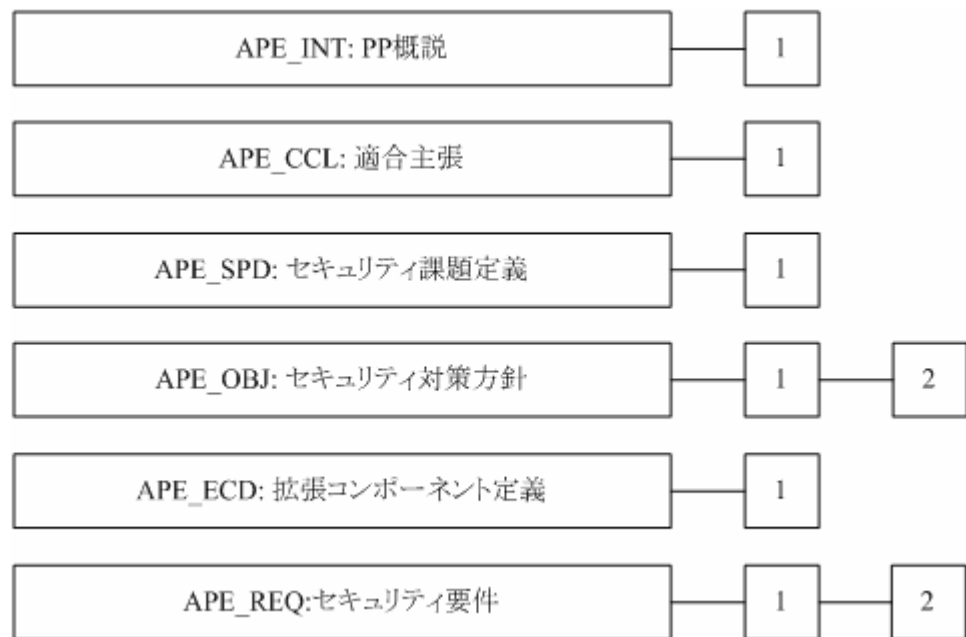 APE_INT: PP概説 1
APE_CCL: 適合主張 1
APE_SPD: セキュリティ課題定義 1
APE_OBJ: セキュリティ対策方針 1 2
APE_ECD: 拡張コンポーネント定義 1
APE_REQ:セキュリティ要件 1 2